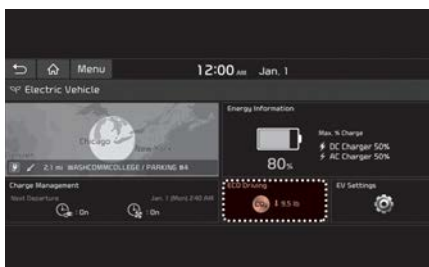 Menu
12:00 AM Jan. 1
Electric Vehicle
Chicago
New York
2.1 mi WASHCOMMCOLLEGE / PARKING #4
Energy Information
80%
Max. % Charge
DC Charger 50%
AC Charger 50%
Charge Management
Next Departure
Jan. 1 (Mon) 2:40 AM
: On
: On
ECO Driving
CO₂
9.5 lb
EV Settings